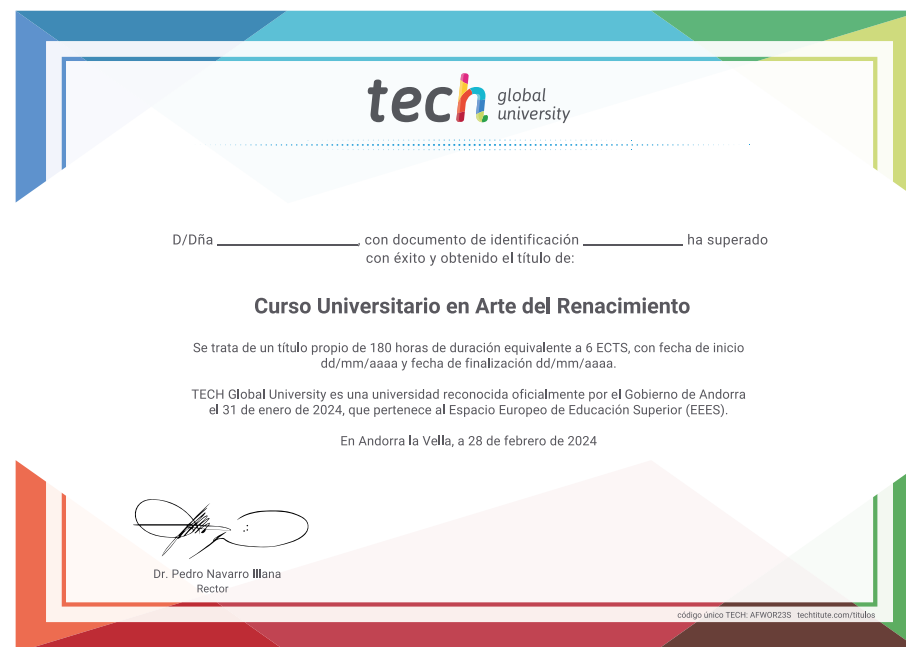 tech global university
D/Dña ____________________, con documento de identificación ______________ ha superado
con éxito y obtenido el título de:
Curso Universitario en Arte del Renacimiento
Se trata de un título propio de 180 horas de duración equivalente a 6 ECTS, con fecha de inicio
dd/mm/aaaa y fecha de finalización dd/mm/aaaa.
TECH Global University es una universidad reconocida oficialmente por el Gobierno de Andorra
el 31 de enero de 2024, que pertenece al Espacio Europeo de Educación Superior (EEES).
En Andorra la Vella, a 28 de febrero de 2024
Dr. Pedro Navarro Illana
Rector
código único TECH: AFWOR23S techtitute.com/titulos